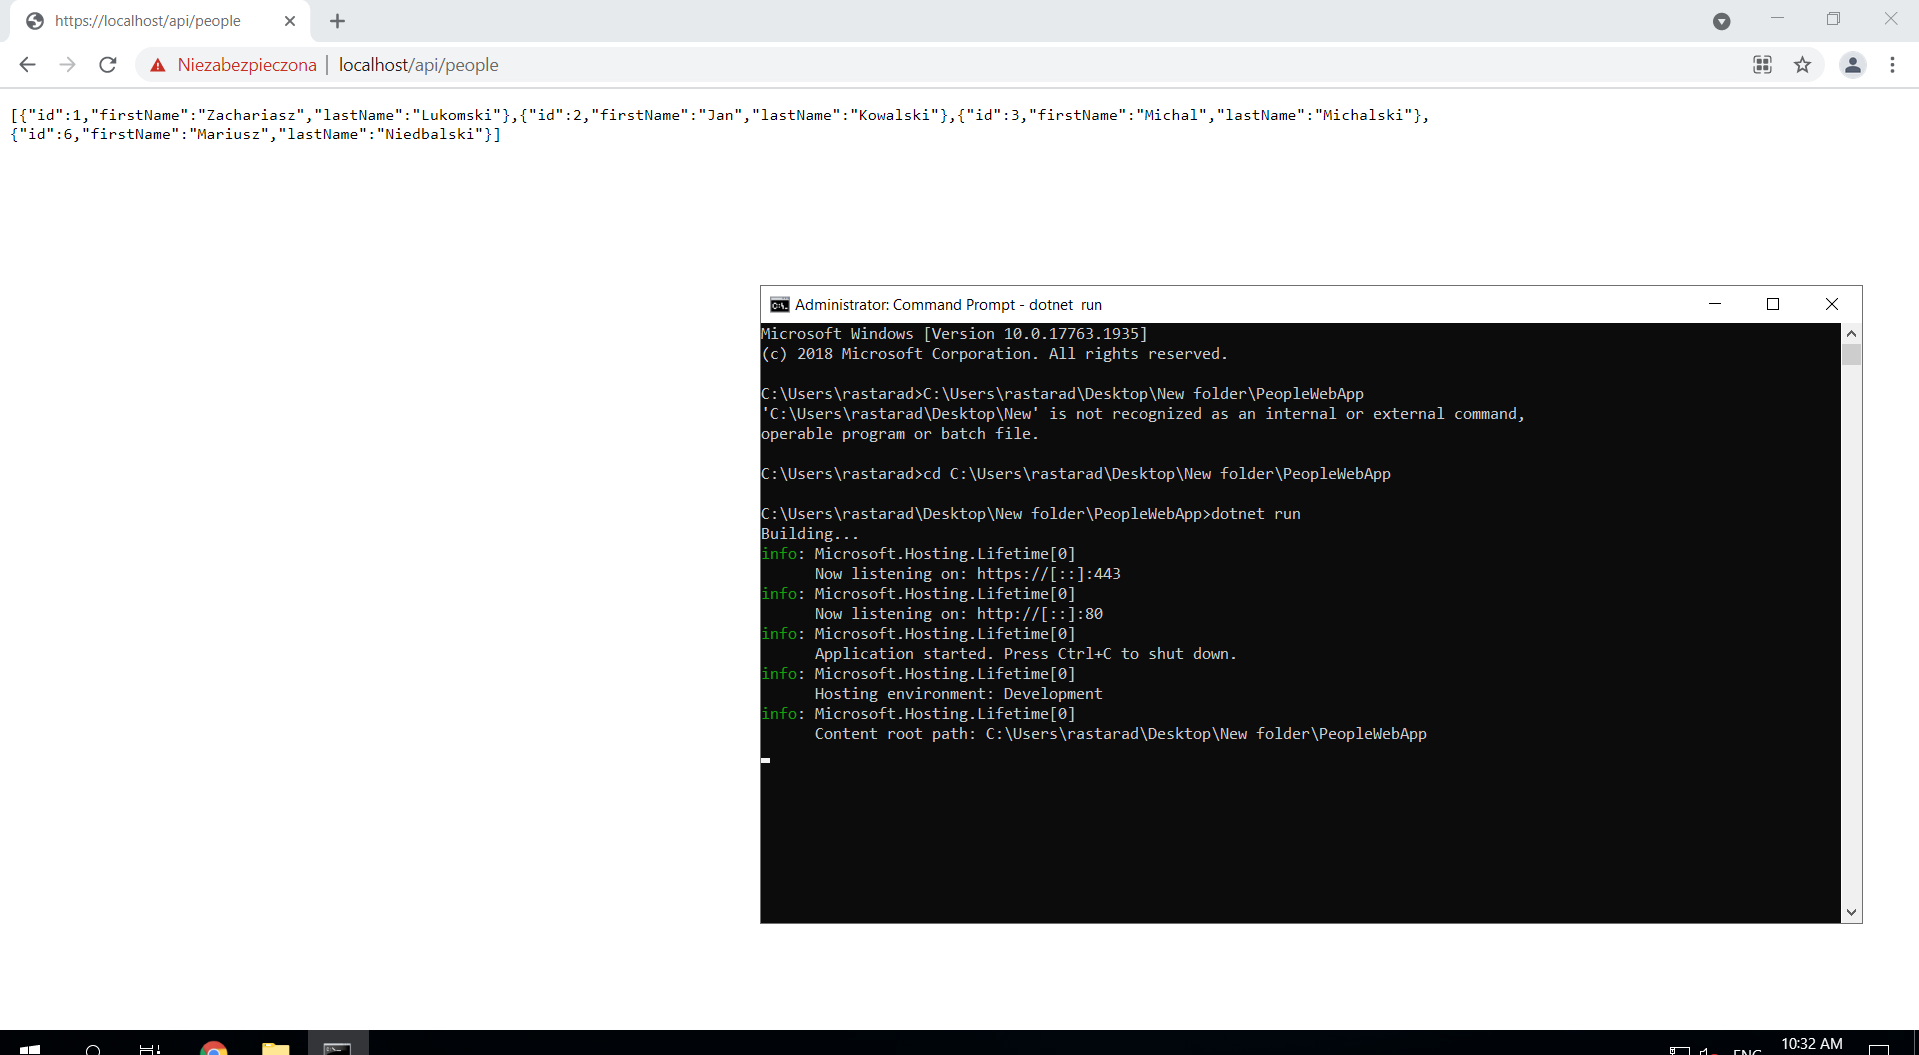 https://localhost/api/people
Niezabezpieczona | localhost/api/people
[{"id":1,"firstName":"Zachariasz","lastName":"Lukomski"},{"id":2,"firstName":"Jan","lastName":"Kowalski"},{"id":3,"firstName":"Michal","lastName":"Michalski"},
{"id":6,"firstName":"Mariusz","lastName":"Niedbalski"}]
Administrator: Command Prompt - dotnet  run
Microsoft Windows [Version 10.0.17763.1935]
(c) 2018 Microsoft Corporation. All rights reserved.
C:\Users\rastarad>C:\Users\rastarad\Desktop\New folder\PeopleWebApp
'C:\Users\rastarad\Desktop\New' is not recognized as an internal or external command,
operable program or batch file.
C:\Users\rastarad>cd C:\Users\rastarad\Desktop\New folder\PeopleWebApp
C:\Users\rastarad\Desktop\New folder\PeopleWebApp>dotnet run
Building...
info: Microsoft.Hosting.Lifetime[0]
Now listening on: https://[::]:443
info: Microsoft.Hosting.Lifetime[0]
Now listening on: http://[::]:80
info: Microsoft.Hosting.Lifetime[0]
Application started. Press Ctrl+C to shut down.
info: Microsoft.Hosting.Lifetime[0]
Hosting environment: Development
info: Microsoft.Hosting.Lifetime[0]
Content root path: C:\Users\rastarad\Desktop\New folder\PeopleWebApp
ENG
10:32 AM